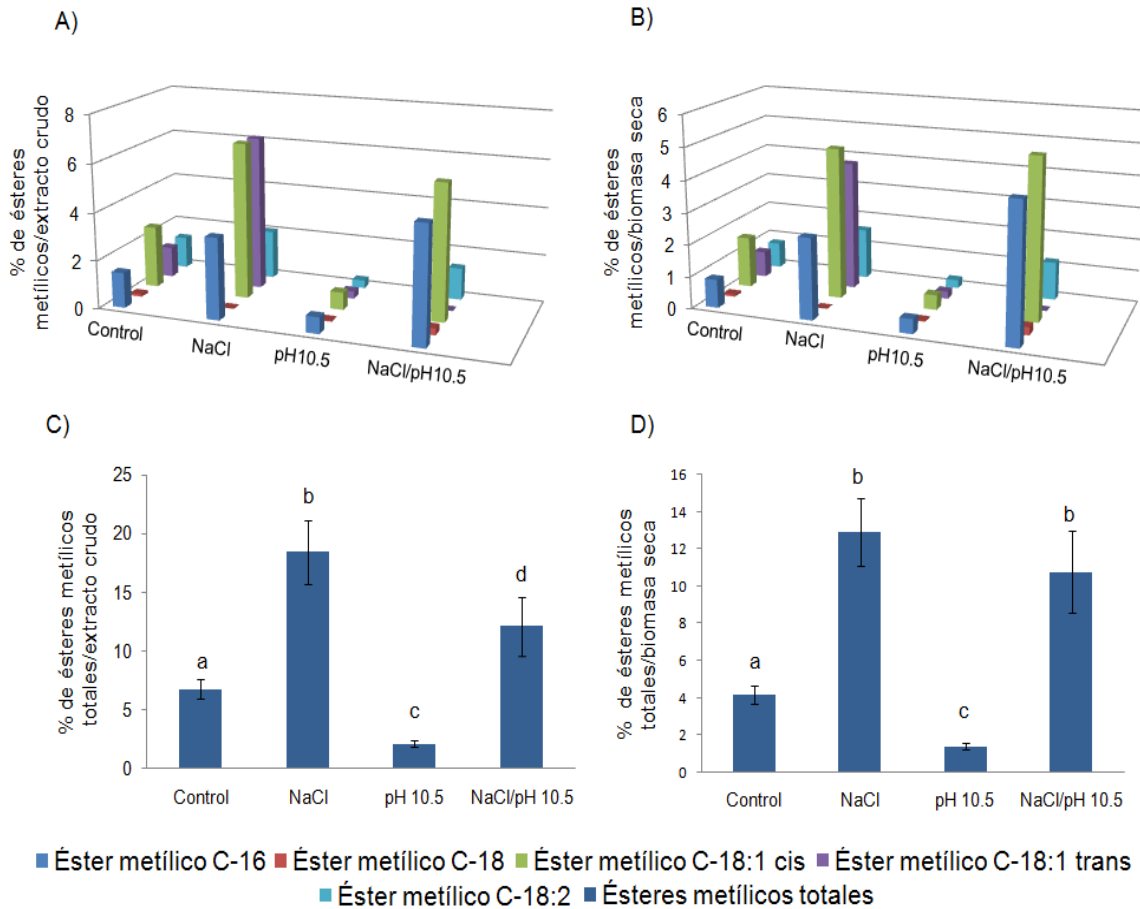 A)
B)
% de ésteres
metílicos/extracto crudo
8
6
4
2
0
Control
NaCl
pH10.5
NaCl/pH10.5
% de ésteres
metílicos/biomasa seca
6
5
4
3
2
1
0
Control
NaCl
pH10.5
NaCl/pH10.5
C)
D)
% de ésteres metílicos
totales/extracto crudo
25
20
15
10
5
0
a
b
c
d
Control
NaCl
pH 10.5
NaCl/pH 10.5
% de ésteres metílicos
totales/biomasa seca
16
14
12
10
8
6
4
2
0
a
b
c
b
Control
NaCl
pH 10.5
NaCl/pH 10.5
Éster metílico C-16 Éster metílico C-18 Éster metílico C-18:1 cis Éster metílico C-18:1 trans
Éster metílico C-18:2 Ésteres metílicos totales